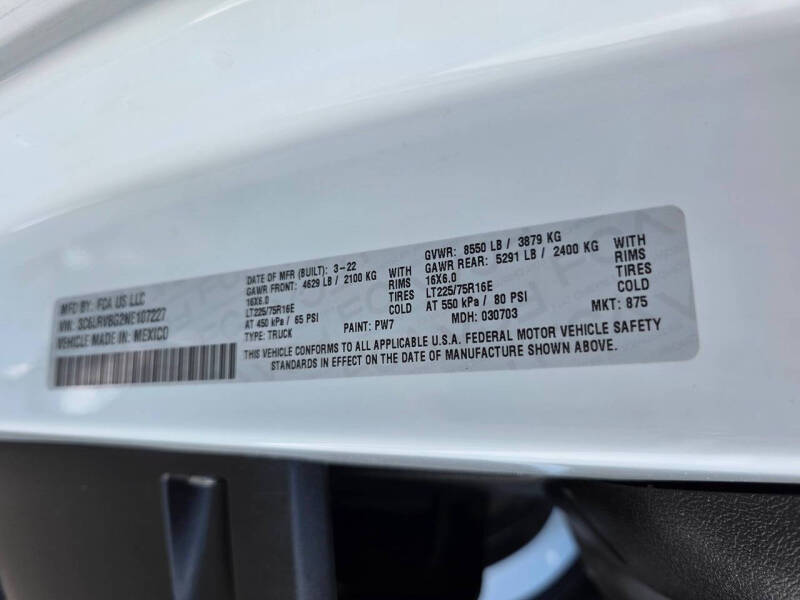 MFD BY: FCA US LLC
VIN: 3C6LRVBG2NE107227
VEHICLE MADE IN: MEXICO
DATE OF MFR (BUILT): 3-22
GAWR FRONT: 4629 LB / 2100 KG WITH
16X6.0 RIMS
LT225/75R16E TIRES
AT 450 kPa / 65 PSI COLD
TYPE: TRUCK PAINT: PW7
GVWR: 8550 LB / 3879 KG
GAWR REAR: 5291 LB / 2400 KG WITH
16X6.0 RIMS
LT225/75R16E TIRES
AT 550 kPa / 80 PSI COLD
MDH: 030703 MKT: 875
THIS VEHICLE CONFORMS TO ALL APPLICABLE U.S.A. FEDERAL MOTOR VEHICLE SAFETY
STANDARDS IN EFFECT ON THE DATE OF MANUFACTURE SHOWN ABOVE.